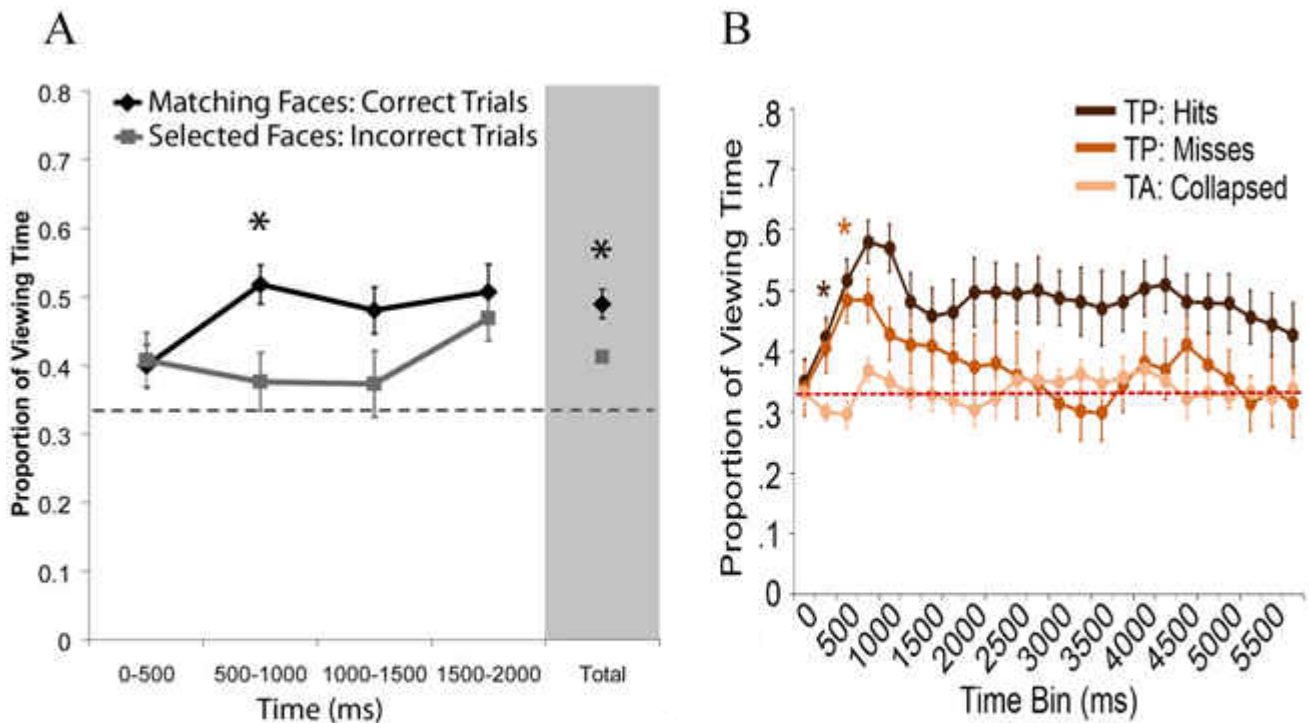 A
Proportion of Viewing Time
0.8
0.7
0.6
0.5
0.4
0.3
0.2
0.1
0
Matching Faces: Correct Trials
Selected Faces: Incorrect Trials
*
*
0-500 500-1000 1000-1500 1500-2000 Total
Time (ms)
B
Proportion of Viewing Time
.8
.7
.6
.5
.4
.3
.2
.1
0
TP: Hits
TP: Misses
TA: Collapsed
*
*
0 500 1000 1500 2000 2500 3000 3500 4000 4500 5000 5500
Time Bin (ms)